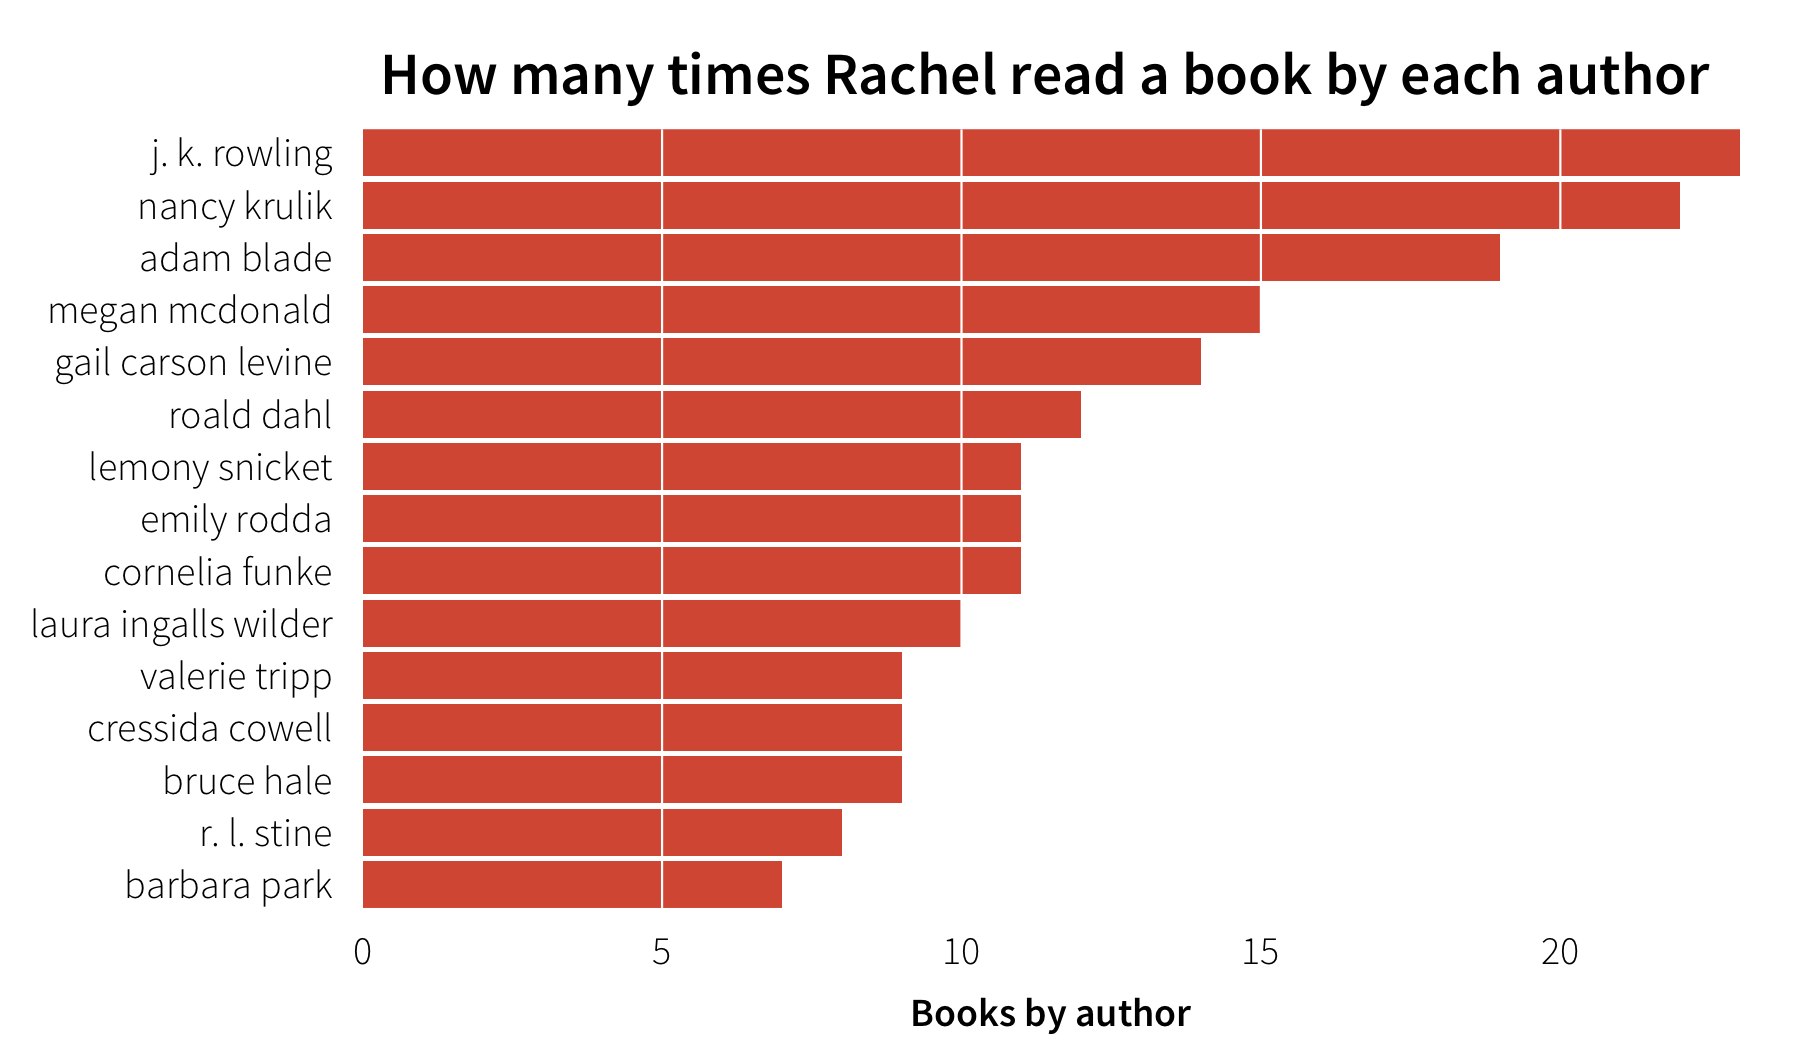 How many times Rachel read a book by each author
j. k. rowling
nancy krulik
adam blade
megan mcdonald
gail carson levine
roald dahl
lemony snicket
emily rodda
cornelia funke
laura ingalls wilder
valerie tripp
cressida cowell
bruce hale
r. l. stine
barbara park
0 5 10 15 20
Books by author